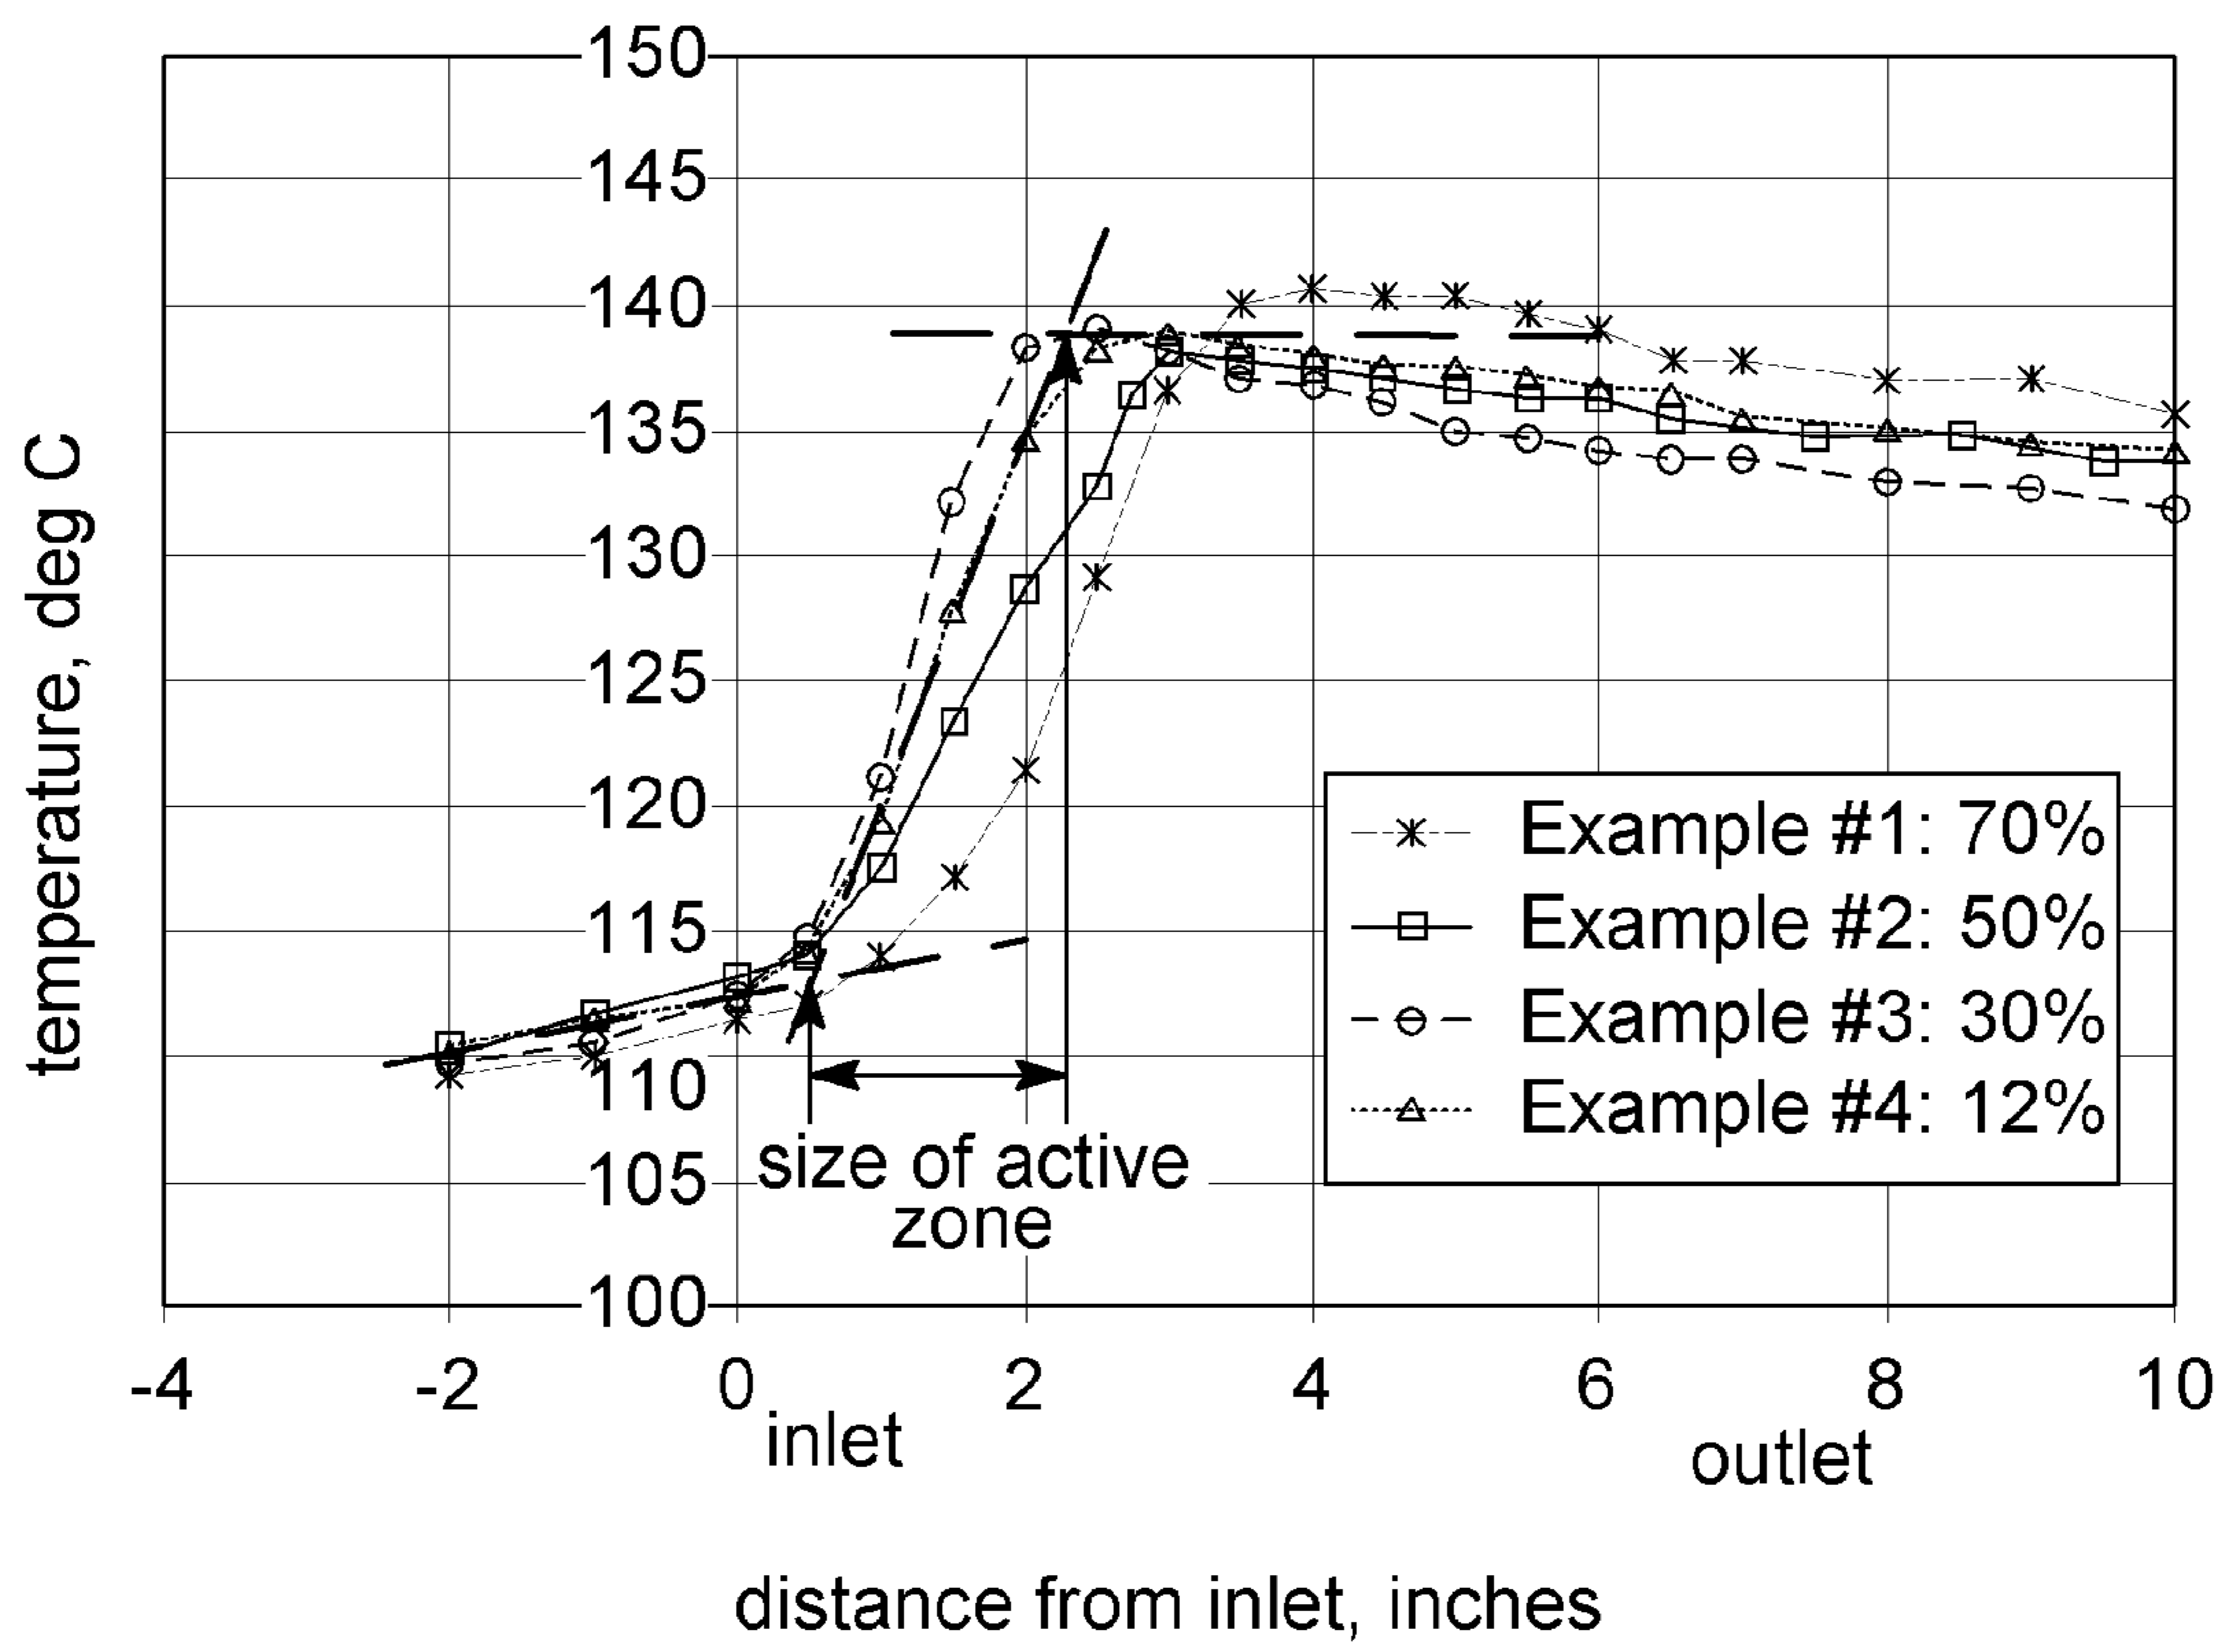 150
145
140
135
130
125
120
115
110
105
100
temperature, deg C
size of active
zone
Example #1: 70%
Example #2: 50%
Example #3: 30%
Example #4: 12%
-4 -2 0 2 4 6 8 10
inlet
outlet
distance from inlet, inches